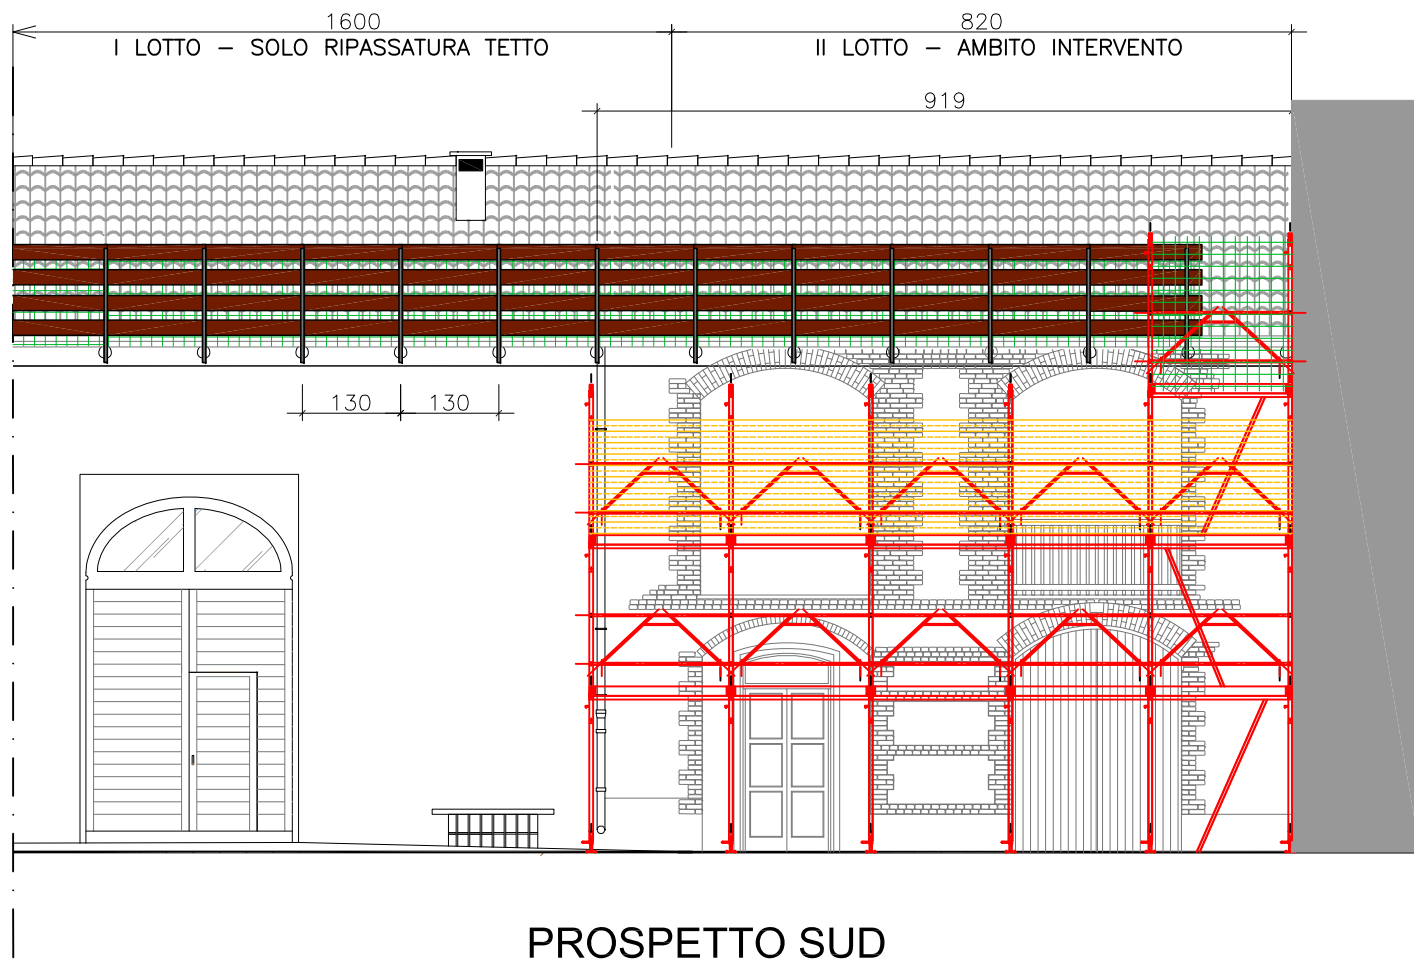 1600
820
I LOTTO – SOLO RIPASSATURA TETTO
II LOTTO – AMBITO INTERVENTO
919
130
130
PROSPETTO SUD